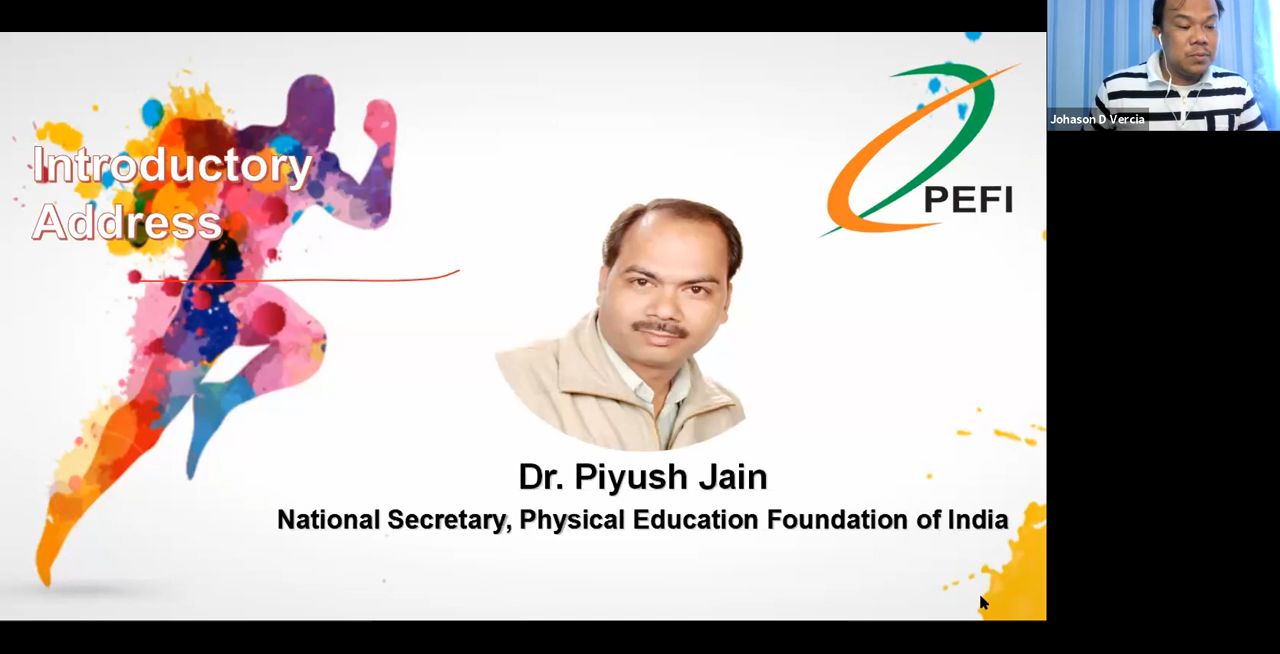 Introductory
Address
PEFI
Johason D Vercia
Dr. Piyush Jain
National Secretary, Physical Education Foundation of India